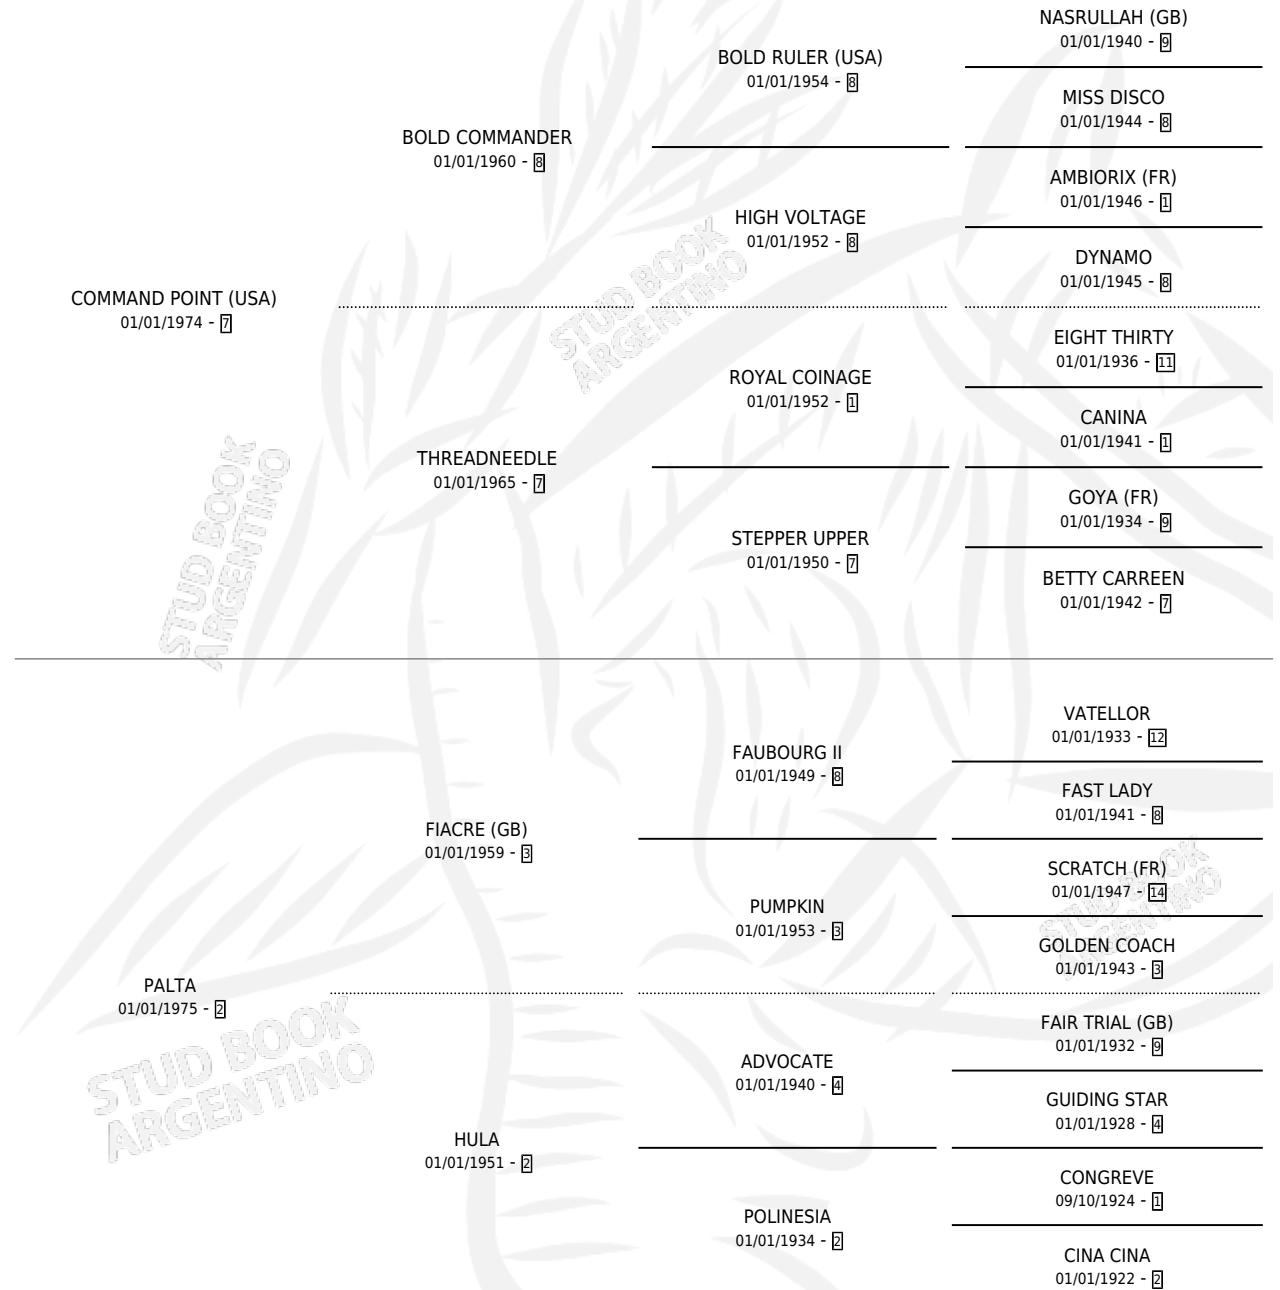 NASRULLAH (GB)
01/01/1940 - 9
BOLD RULER (USA)
01/01/1954 - 8
MISS DISCO
01/01/1944 - 8
BOLD COMMANDER
01/01/1960 - 8
AMBIORIX (FR)
01/01/1946 - 1
HIGH VOLTAGE
01/01/1952 - 8
DYNAMO
01/01/1945 - 8
COMMAND POINT (USA)
01/01/1974 - 7
EIGHT THIRTY
01/01/1936 - 11
ROYAL COINAGE
01/01/1952 - 1
CANINA
01/01/1941 - 1
THREADNEEDLE
01/01/1965 - 7
GOYA (FR)
01/01/1934 - 9
STEPPER UPPER
01/01/1950 - 7
BETTY CARREEN
01/01/1942 - 7
VATELLOR
01/01/1933 - 12
FAUBOURG II
01/01/1949 - 8
FAST LADY
01/01/1941 - 8
FIACRE (GB)
01/01/1959 - 3
SCRATCH (FR)
01/01/1947 - 14
PUMPKIN
01/01/1953 - 3
GOLDEN COACH
01/01/1943 - 3
PALTA
01/01/1975 - 2
FAIR TRIAL (GB)
01/01/1932 - 9
ADVOCATE
01/01/1940 - 4
GUIDING STAR
01/01/1928 - 4
HULA
01/01/1951 - 2
CONGREVE
09/10/1924 - 1
POLINESIA
01/01/1934 - 2
CINA CINA
01/01/1922 - 2
STUD BOOK
ARGENTINO
STUD BOOK
ARGENTINO
STUD BOOK
ARGENTINO
STUD BOOK
ARGENTINO